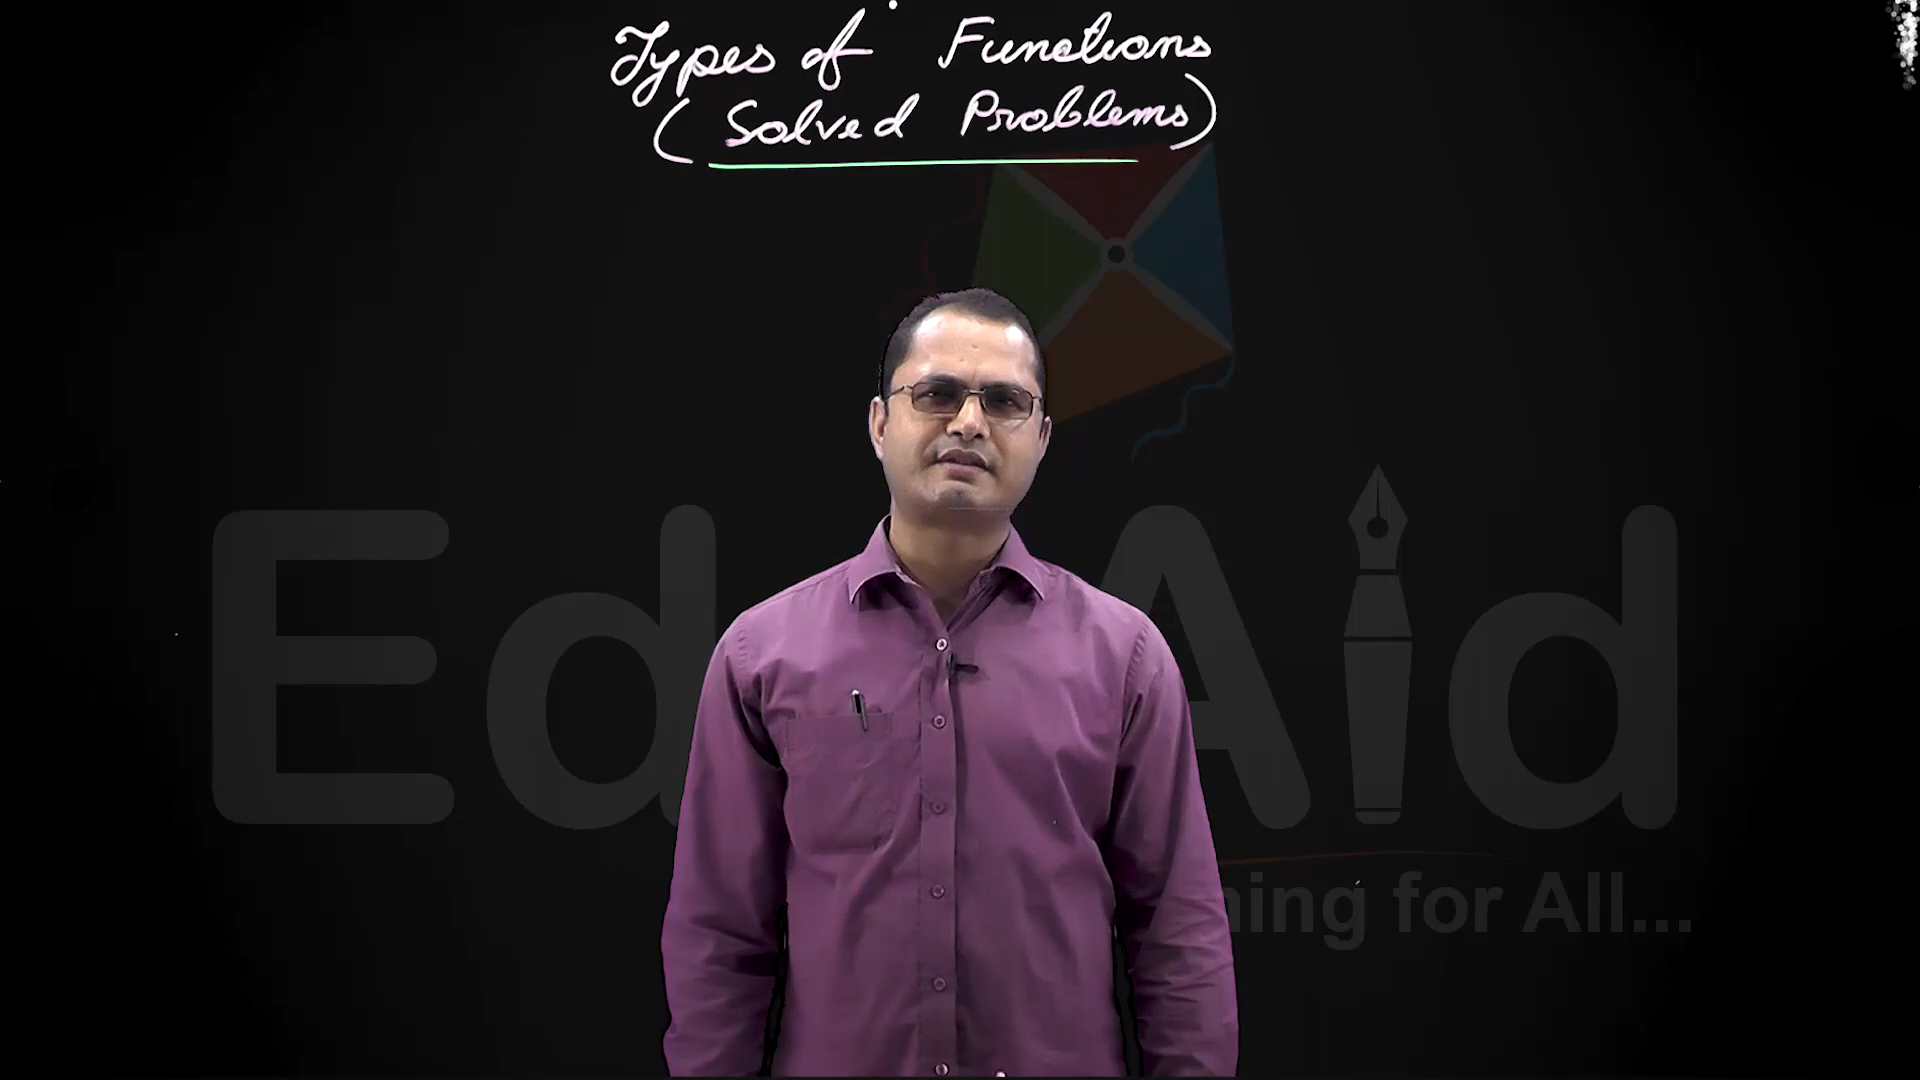 Types of Functions
(Solved Problems)
Ed Aid
ning for All...